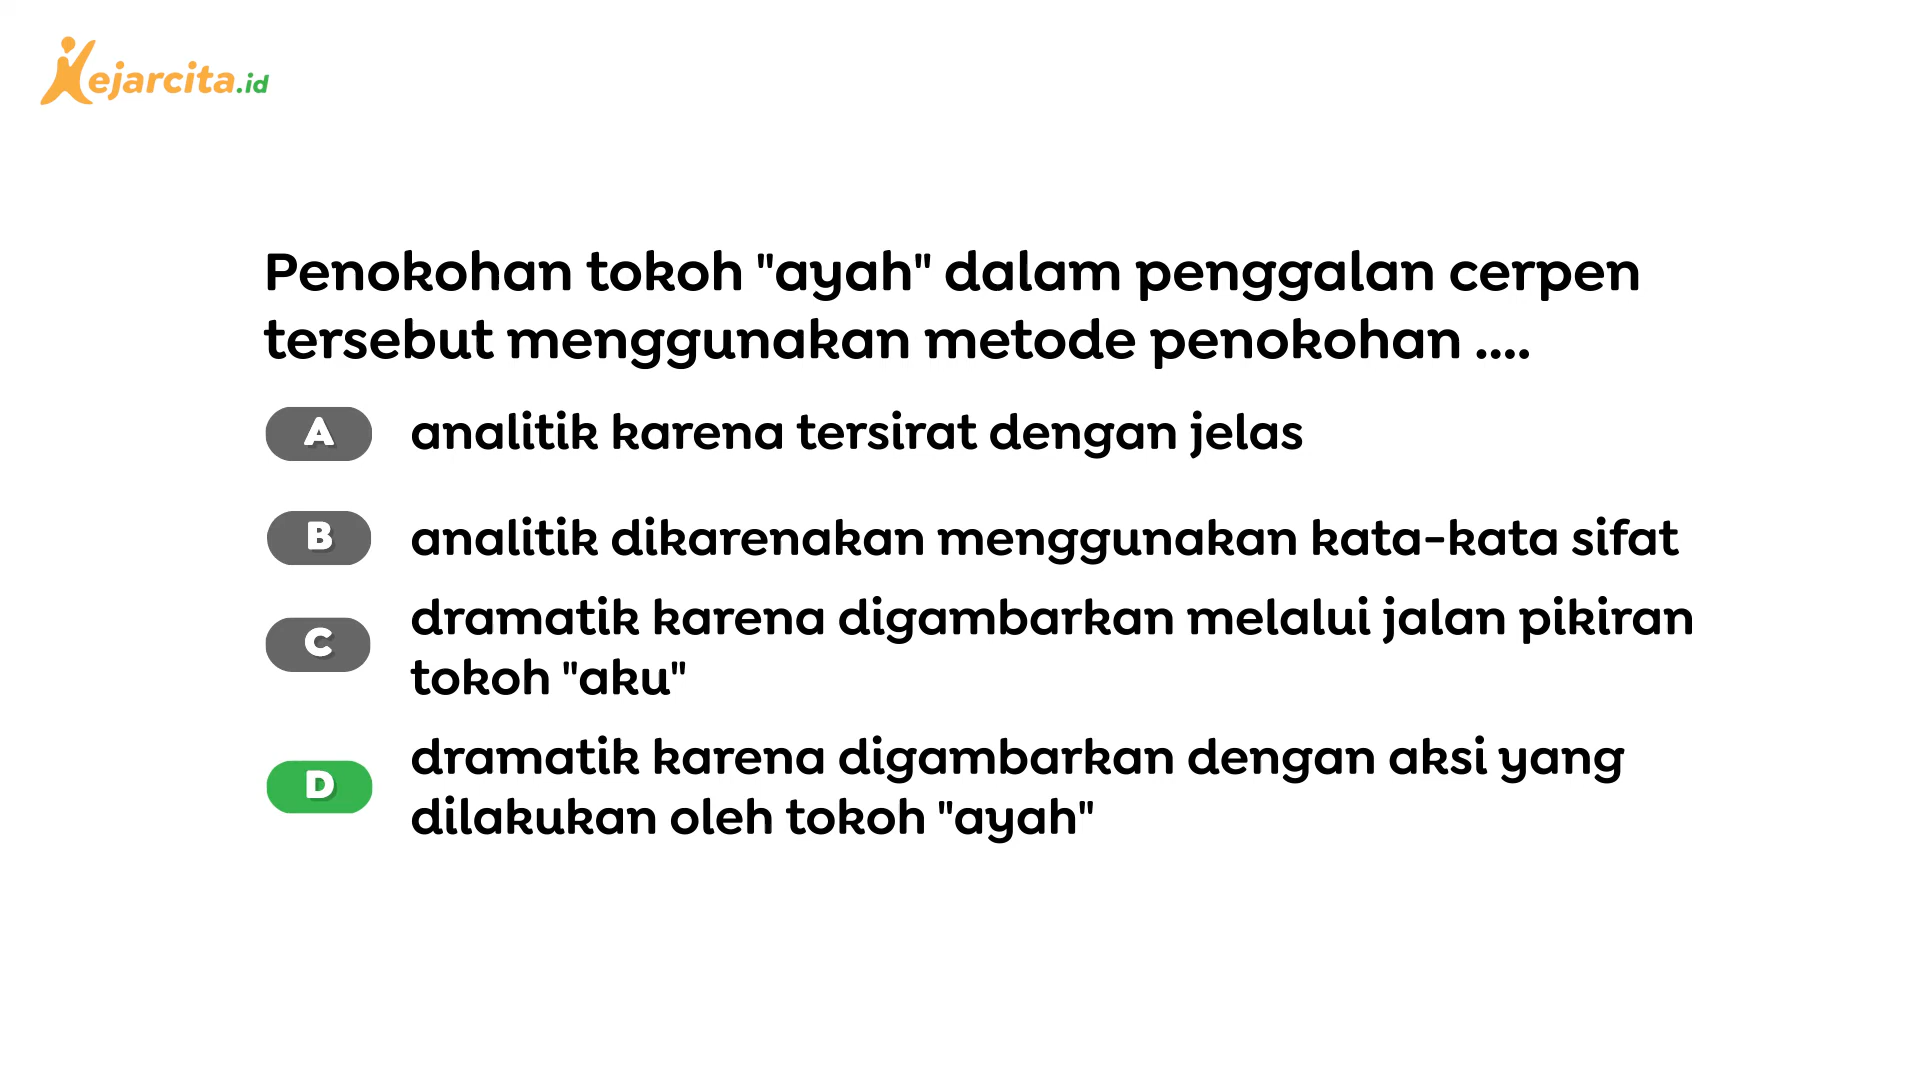 Kejarcita.id
Penokohan tokoh "ayah" dalam penggalan cerpen
tersebut menggunakan metode penokohan ....
A analitik karena tersirat dengan jelas
B analitik dikarenakan menggunakan kata-kata sifat
C dramatik karena digambarkan melalui jalan pikiran
tokoh "aku"
D dramatik karena digambarkan dengan aksi yang
dilakukan oleh tokoh "ayah"